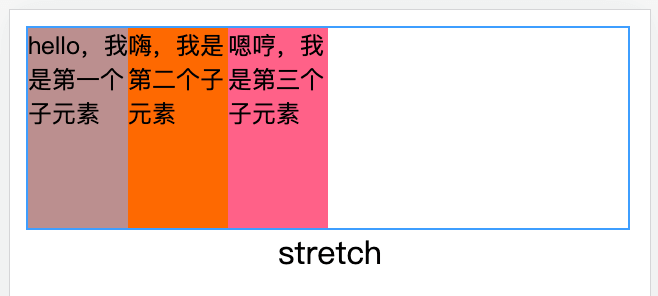 hello，我
是第一个
子元素
嗨，我是
第二个子
元素
嗯哼，我
是第三个
子元素
stretch